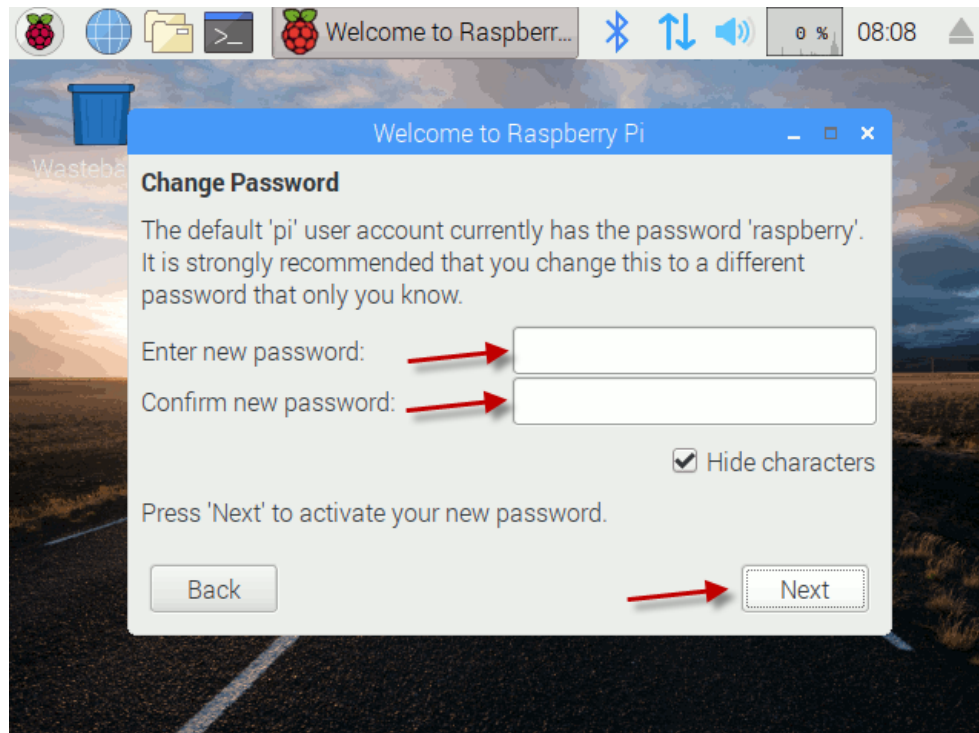 >_ Welcome to Raspberr... 0 % 08:08
Welcome to Raspberry Pi
Change Password
The default 'pi' user account currently has the password 'raspberry'.
It is strongly recommended that you change this to a different
password that only you know.
Enter new password:
Confirm new password:
Hide characters
Press 'Next' to activate your new password.
Back Next